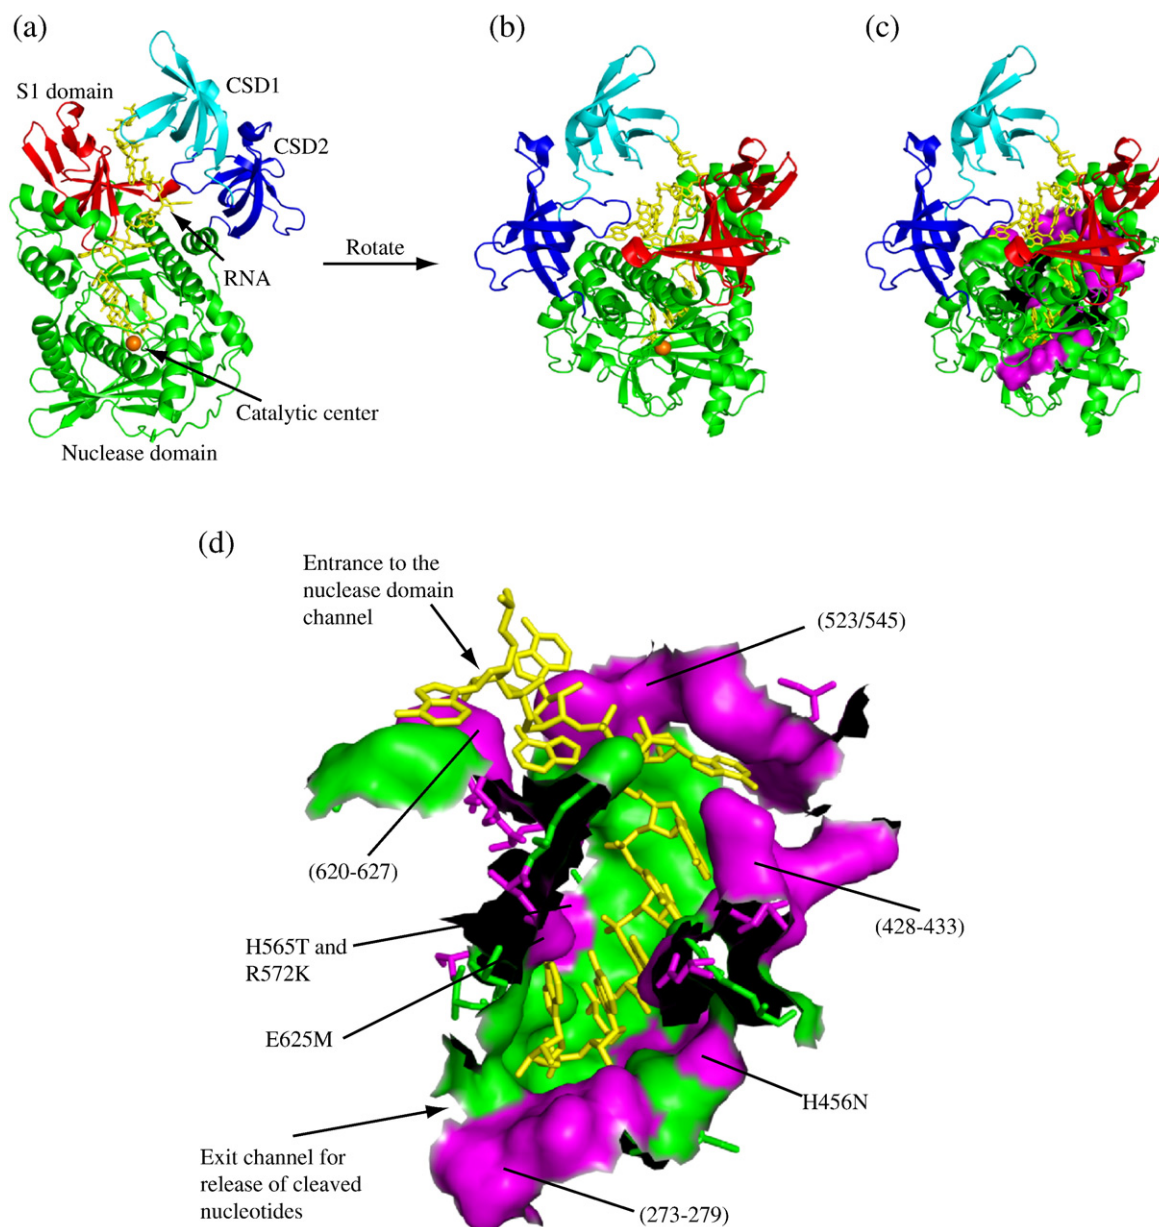 (a)
(b)
(c)
S1 domain
CSD1
CSD2
RNA
Rotate
Catalytic center
Nuclease domain
(d)
Entrance to the
nuclease domain
channel
(523/545)
(620-627)
(428-433)
H565T and
R572K
E625M
H456N
Exit channel for
release of cleaved
nucleotides
(273-279)